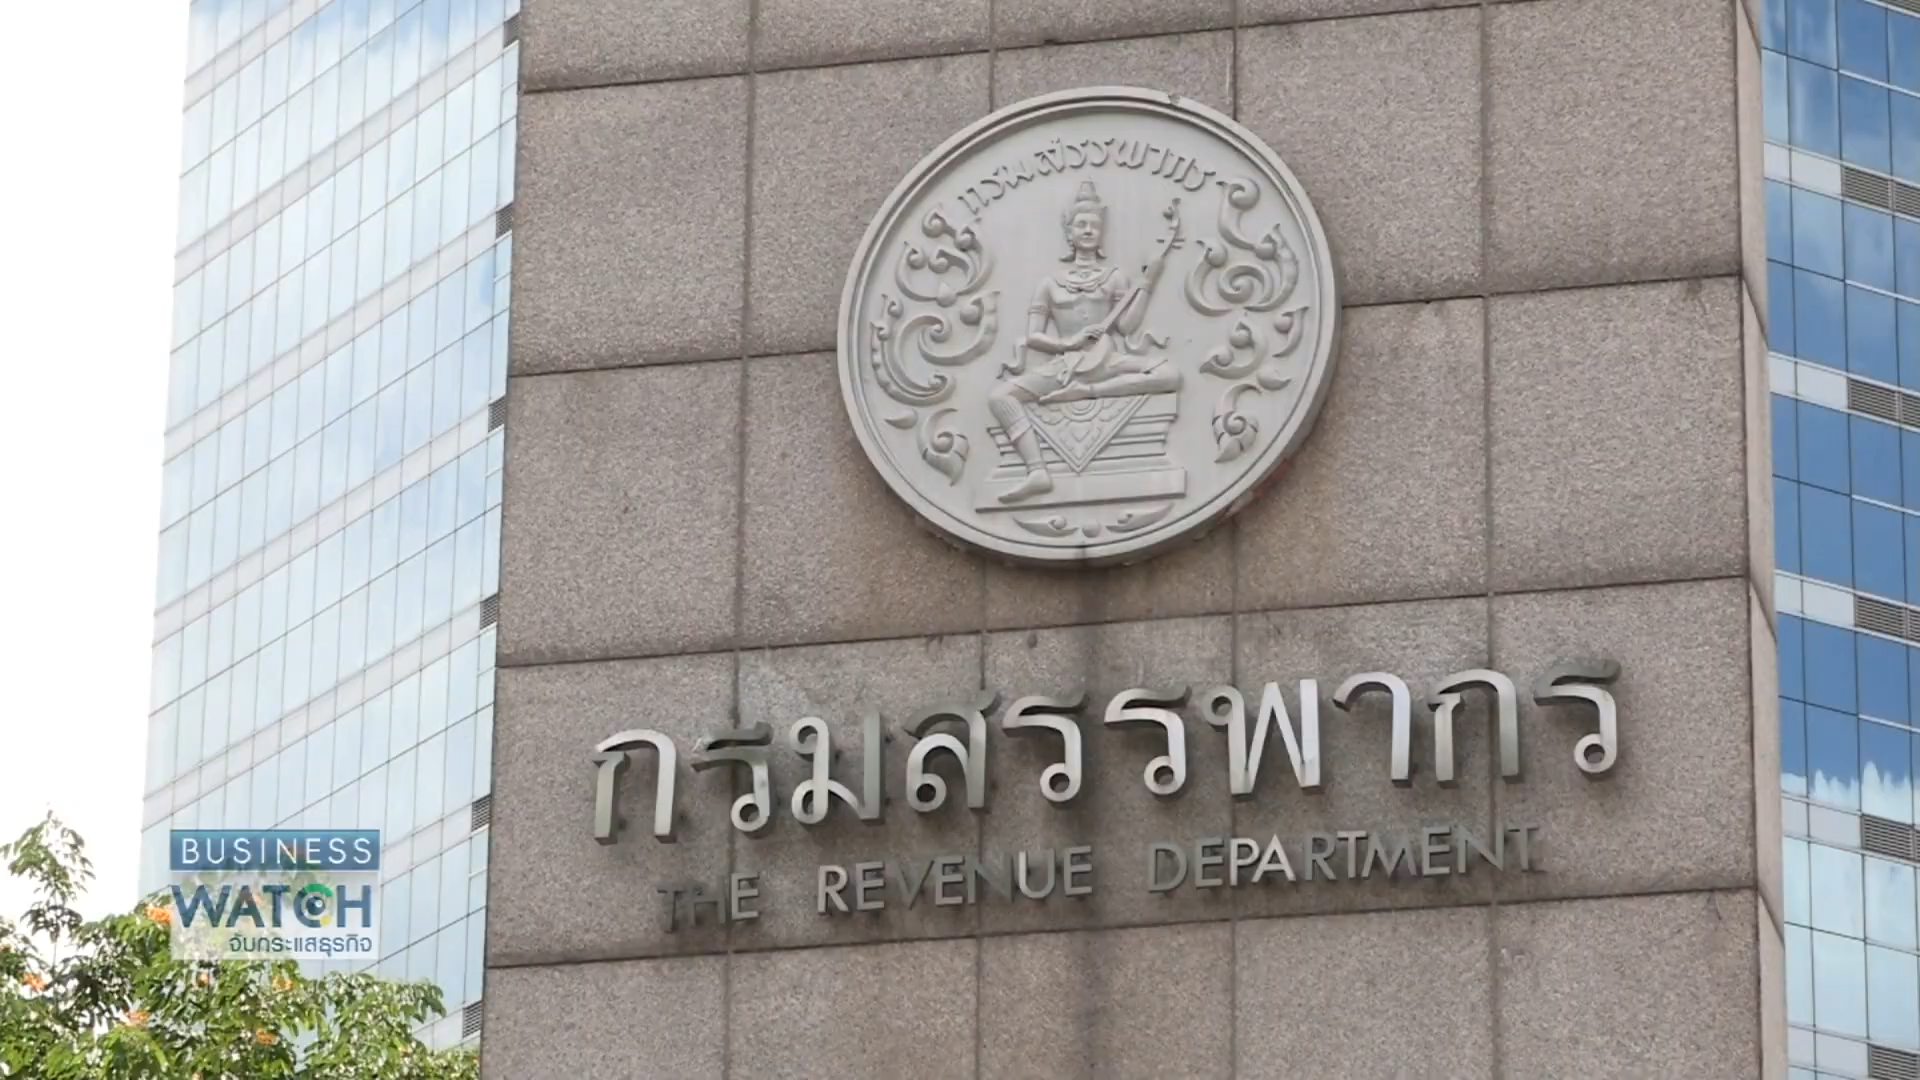 กรมสรรพากร
กรมสรรพากร
THE REVENUE DEPARTMENT
BUSINESS
WATCH
จับกระแสธุรกิจ